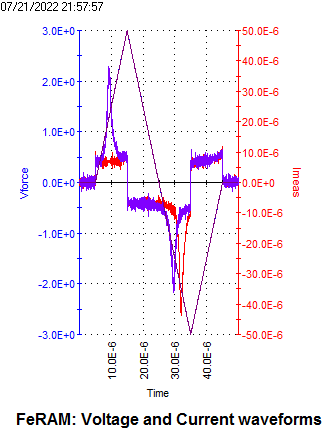 07/21/2022 21:57:57
3.0E+0
2.0E+0
1.0E+0
0.0E+0
-1.0E+0
-2.0E+0
-3.0E+0
Vforce
50.0E-6
40.0E-6
30.0E-6
20.0E-6
10.0E-6
0.0E+0
-10.0E-6
-20.0E-6
-30.0E-6
-40.0E-6
-50.0E-6
Imeas
10.0E-6
20.0E-6
30.0E-6
40.0E-6
Time
FeRAM: Voltage and Current waveforms